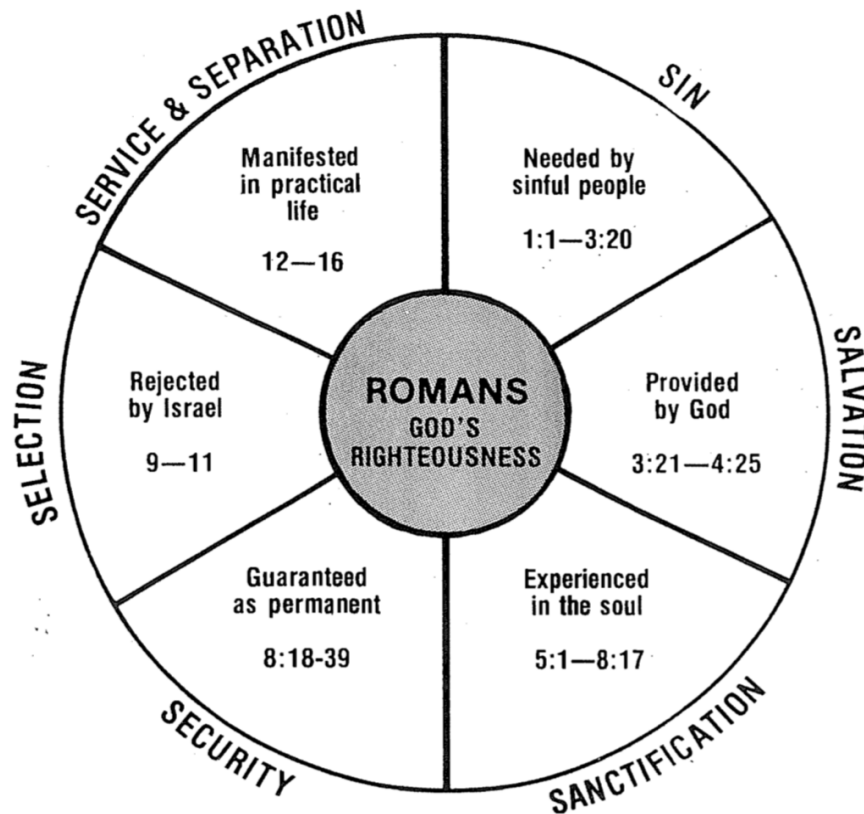 SERVICE & SEPARATION
Manifested
in practical
life
12—16
SIN
Needed by
sinful people
1:1—3:20
SALVATION
Provided
by God
3:21—4:25
SANCTIFICATION
Experienced
in the soul
5:1—8:17
SECURITY
Guaranteed
as permanent
8:18-39
SELECTION
Rejected
by Israel
9—11
ROMANS
GOD'S
RIGHTEOUSNESS